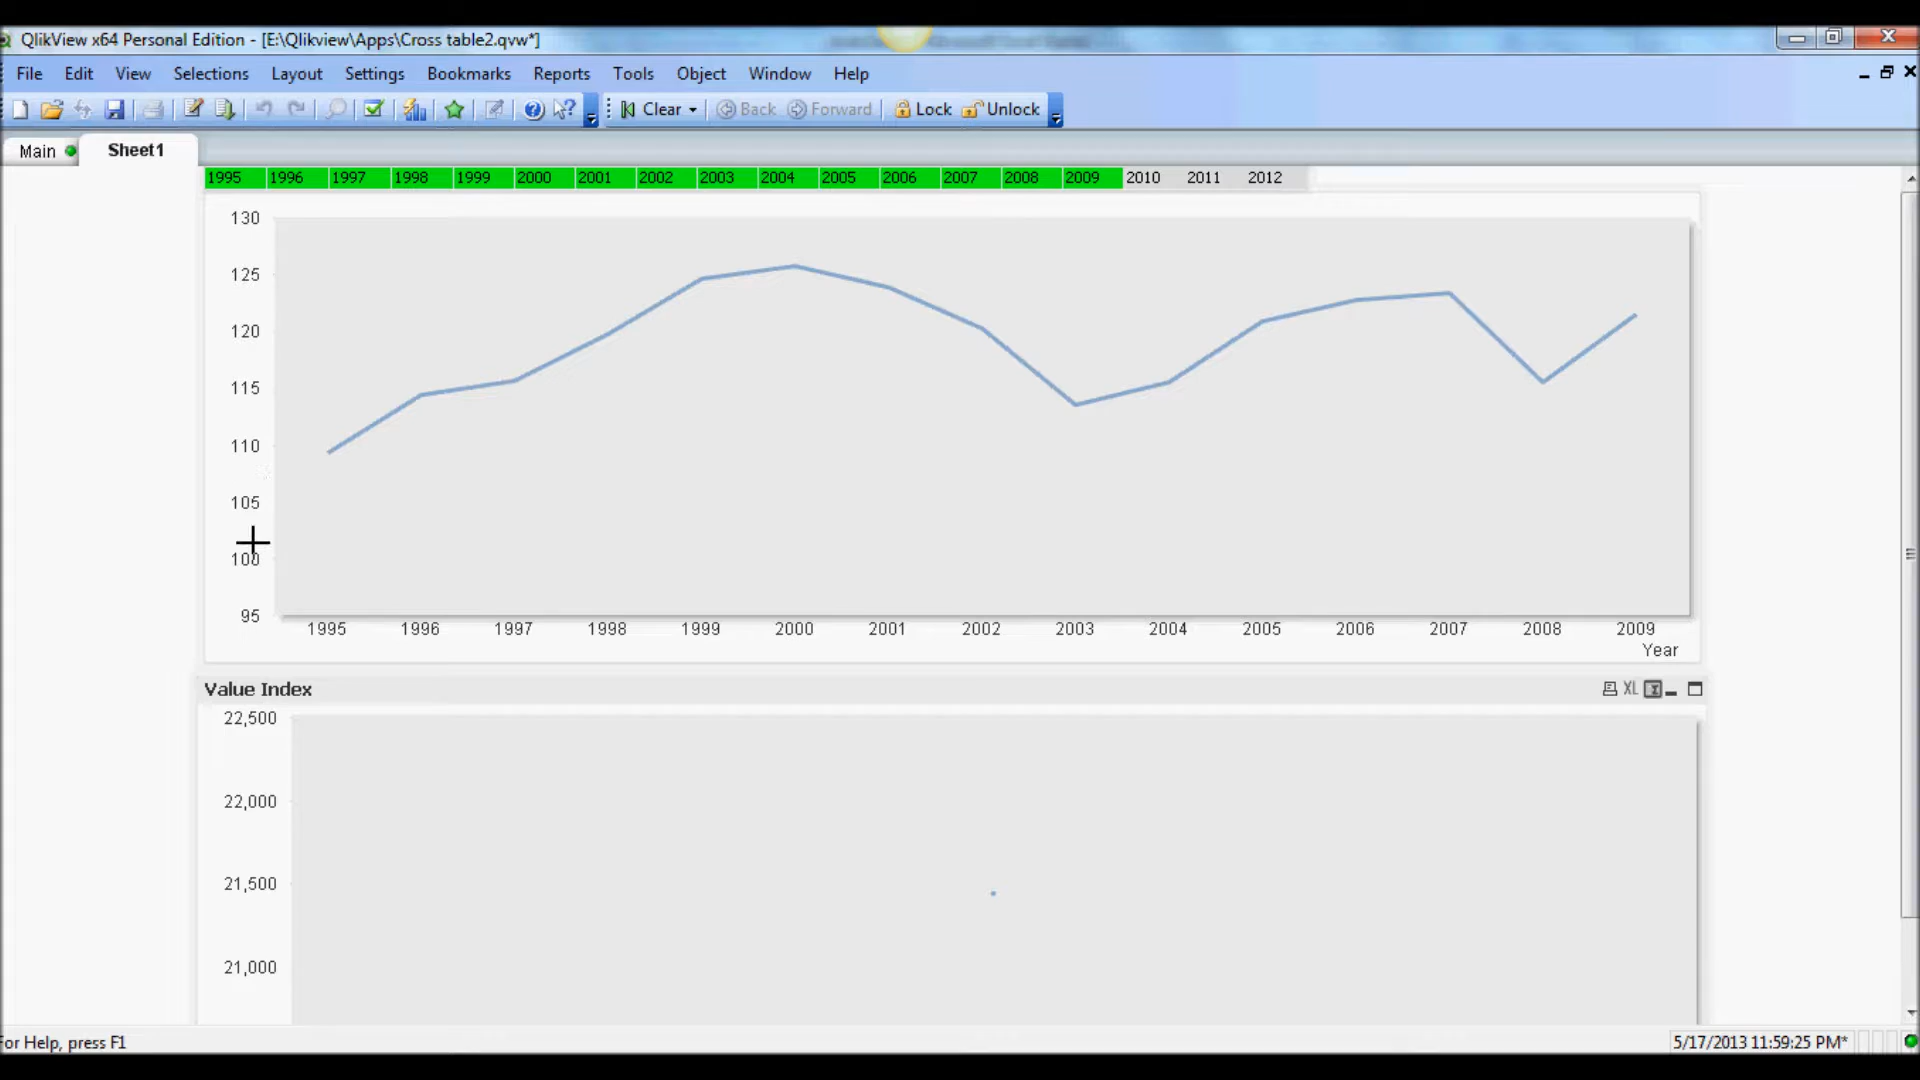 QlikView x64 Personal Edition - [E:\Qlikview\Apps\Cross table2.qvw*]
File Edit View Selections Layout Settings Bookmarks Reports Tools Object Window Help
Clear Back Forward Lock Unlock
Main Sheet1
1995 1996 1997 1998 1999 2000 2001 2002 2003 2004 2005 2006 2007 2008 2009 2010 2011 2012
130
125
120
115
110
105
100
95
1995 1996 1997 1998 1999 2000 2001 2002 2003 2004 2005 2006 2007 2008 2009
Year
Value Index XL
22,500
22,000
21,500
21,000
For Help, press F1 5/17/2013 11:59:25 PM*